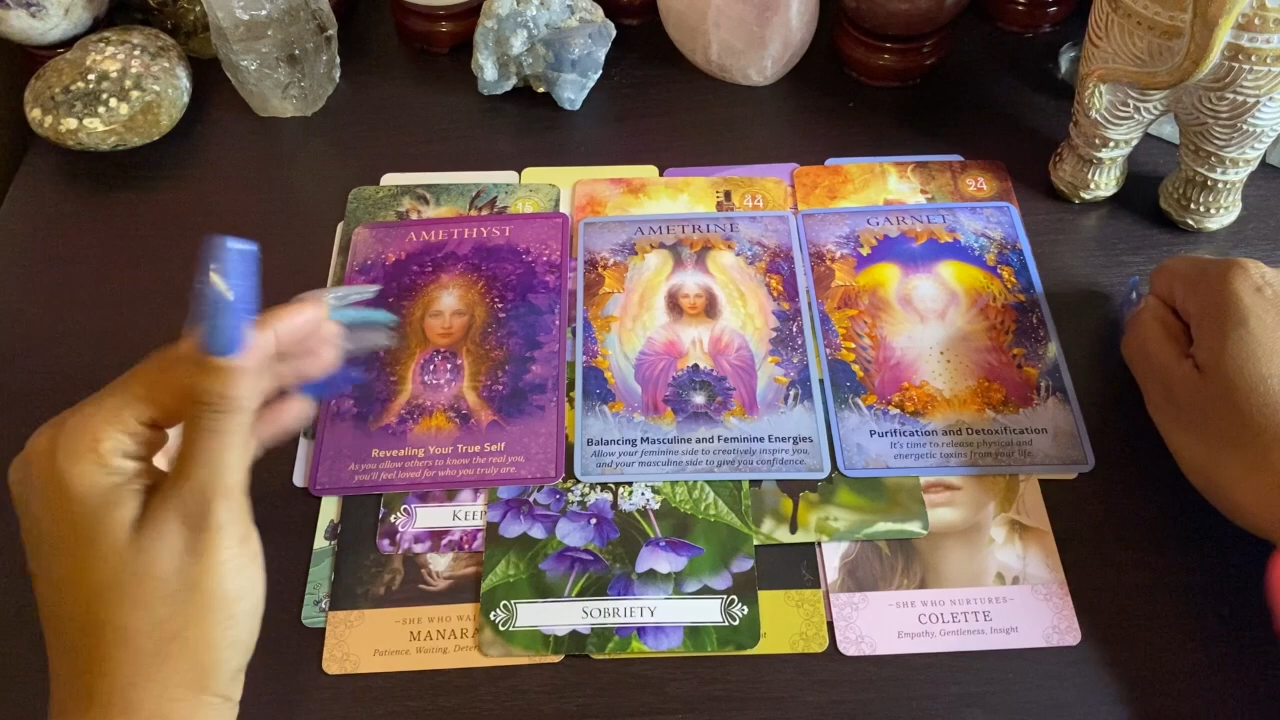 15
44
24
AMETHYST
Revealing Your True Self
As you allow others to know the real you,
you'll feel loved for who you truly are.
AMETRINE
Balancing Masculine and Feminine Energies
Allow your feminine side to creatively inspire you,
and your masculine side to give you confidence.
GARNET
Purification and Detoxification
It's time to release physical and
energetic toxins from your life.
KEEP
SOBRIETY
~SHE WHO
MANARA
Patience, Waiting,
~SHE WHO NURTURES~
COLETTE
Empathy, Gentleness, Insight